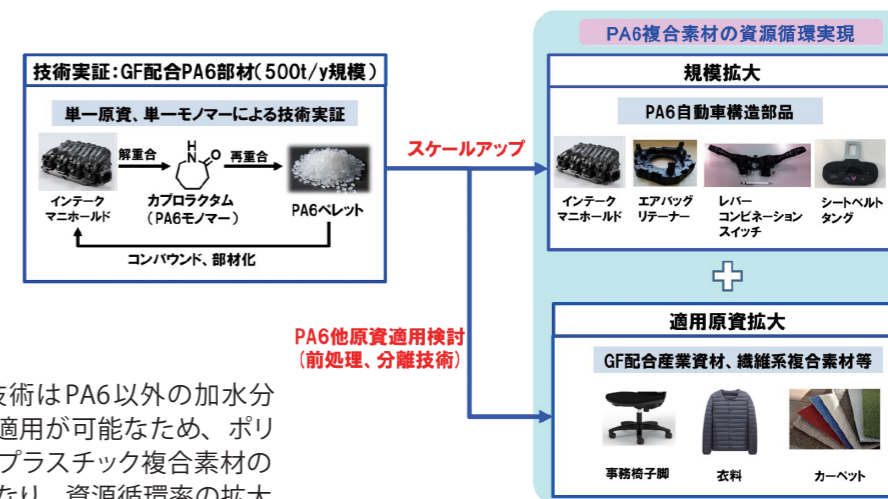 PA6複合素材の資源循環実現
技術実証:GF配合PA6部材(500t/y規模)
単一原資、単一モノマーによる技術実証
解重合
H
N
O
再重合
インテーク
マニホールド
カプロラクタム
(PA6モノマー)
PA6ペレット
コンパウンド、部材化
スケールアップ
PA6他原資適用検討
(前処理、分離技術)
規模拡大
PA6自動車構造部品
インテーク
マニホールド
エアバッグ
リテーナー
レバー
コンビネーション
スイッチ
シートベルト
タング
適用原資拡大
GF配合産業資材、繊維系複合素材等
事務椅子脚
衣料
カーペット
技術はPA6以外の加水分
適用が可能なため、ポリ
プラスチック複合素材の
なり、資源循環率の拡大